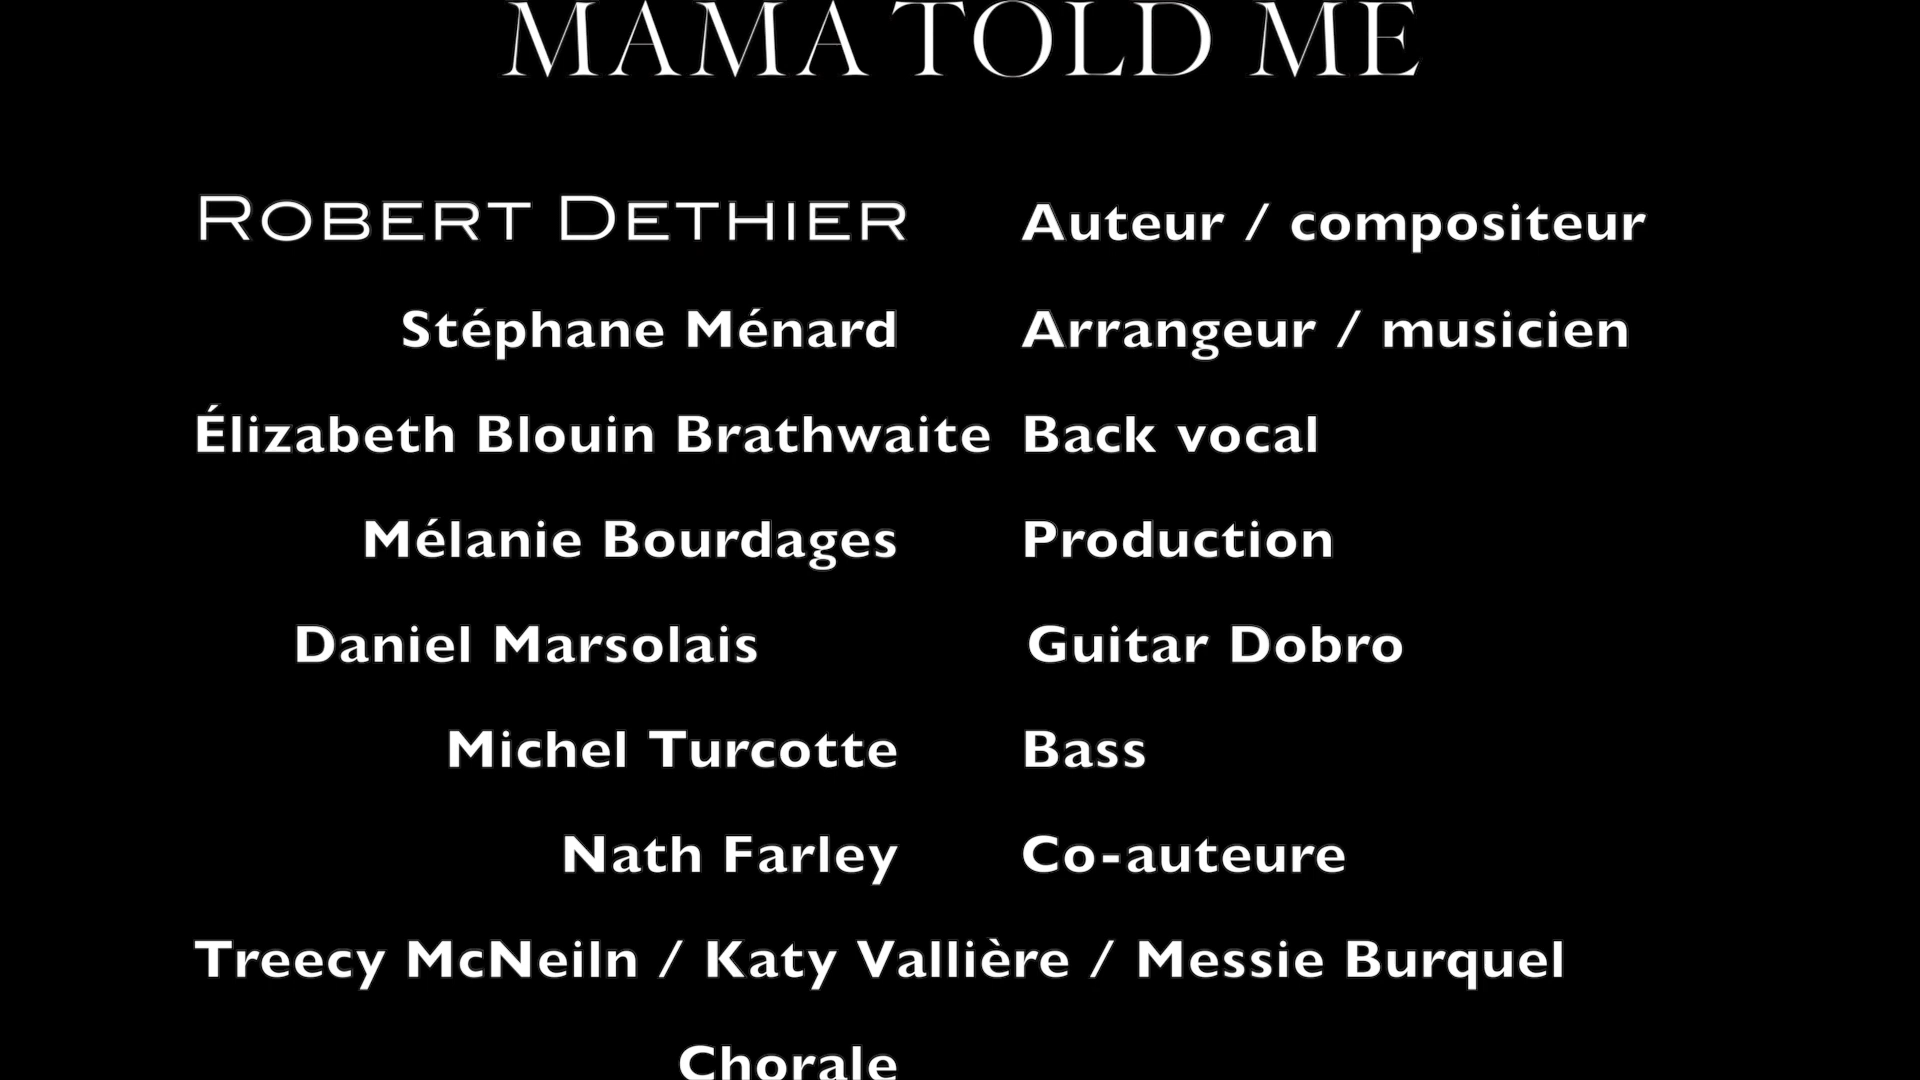 MAMA TOLD ME
ROBERT DETHIER Auteur / compositeur
Stéphane Ménard Arrangeur / musicien
Élizabeth Blouin Brathwaite Back vocal
Mélanie Bourdages Production
Daniel Marsolais Guitar Dobro
Michel Turcotte Bass
Nath Farley Co-auteure
Treecy McNeiln / Katy Vallière / Messie Burquel
Chorale